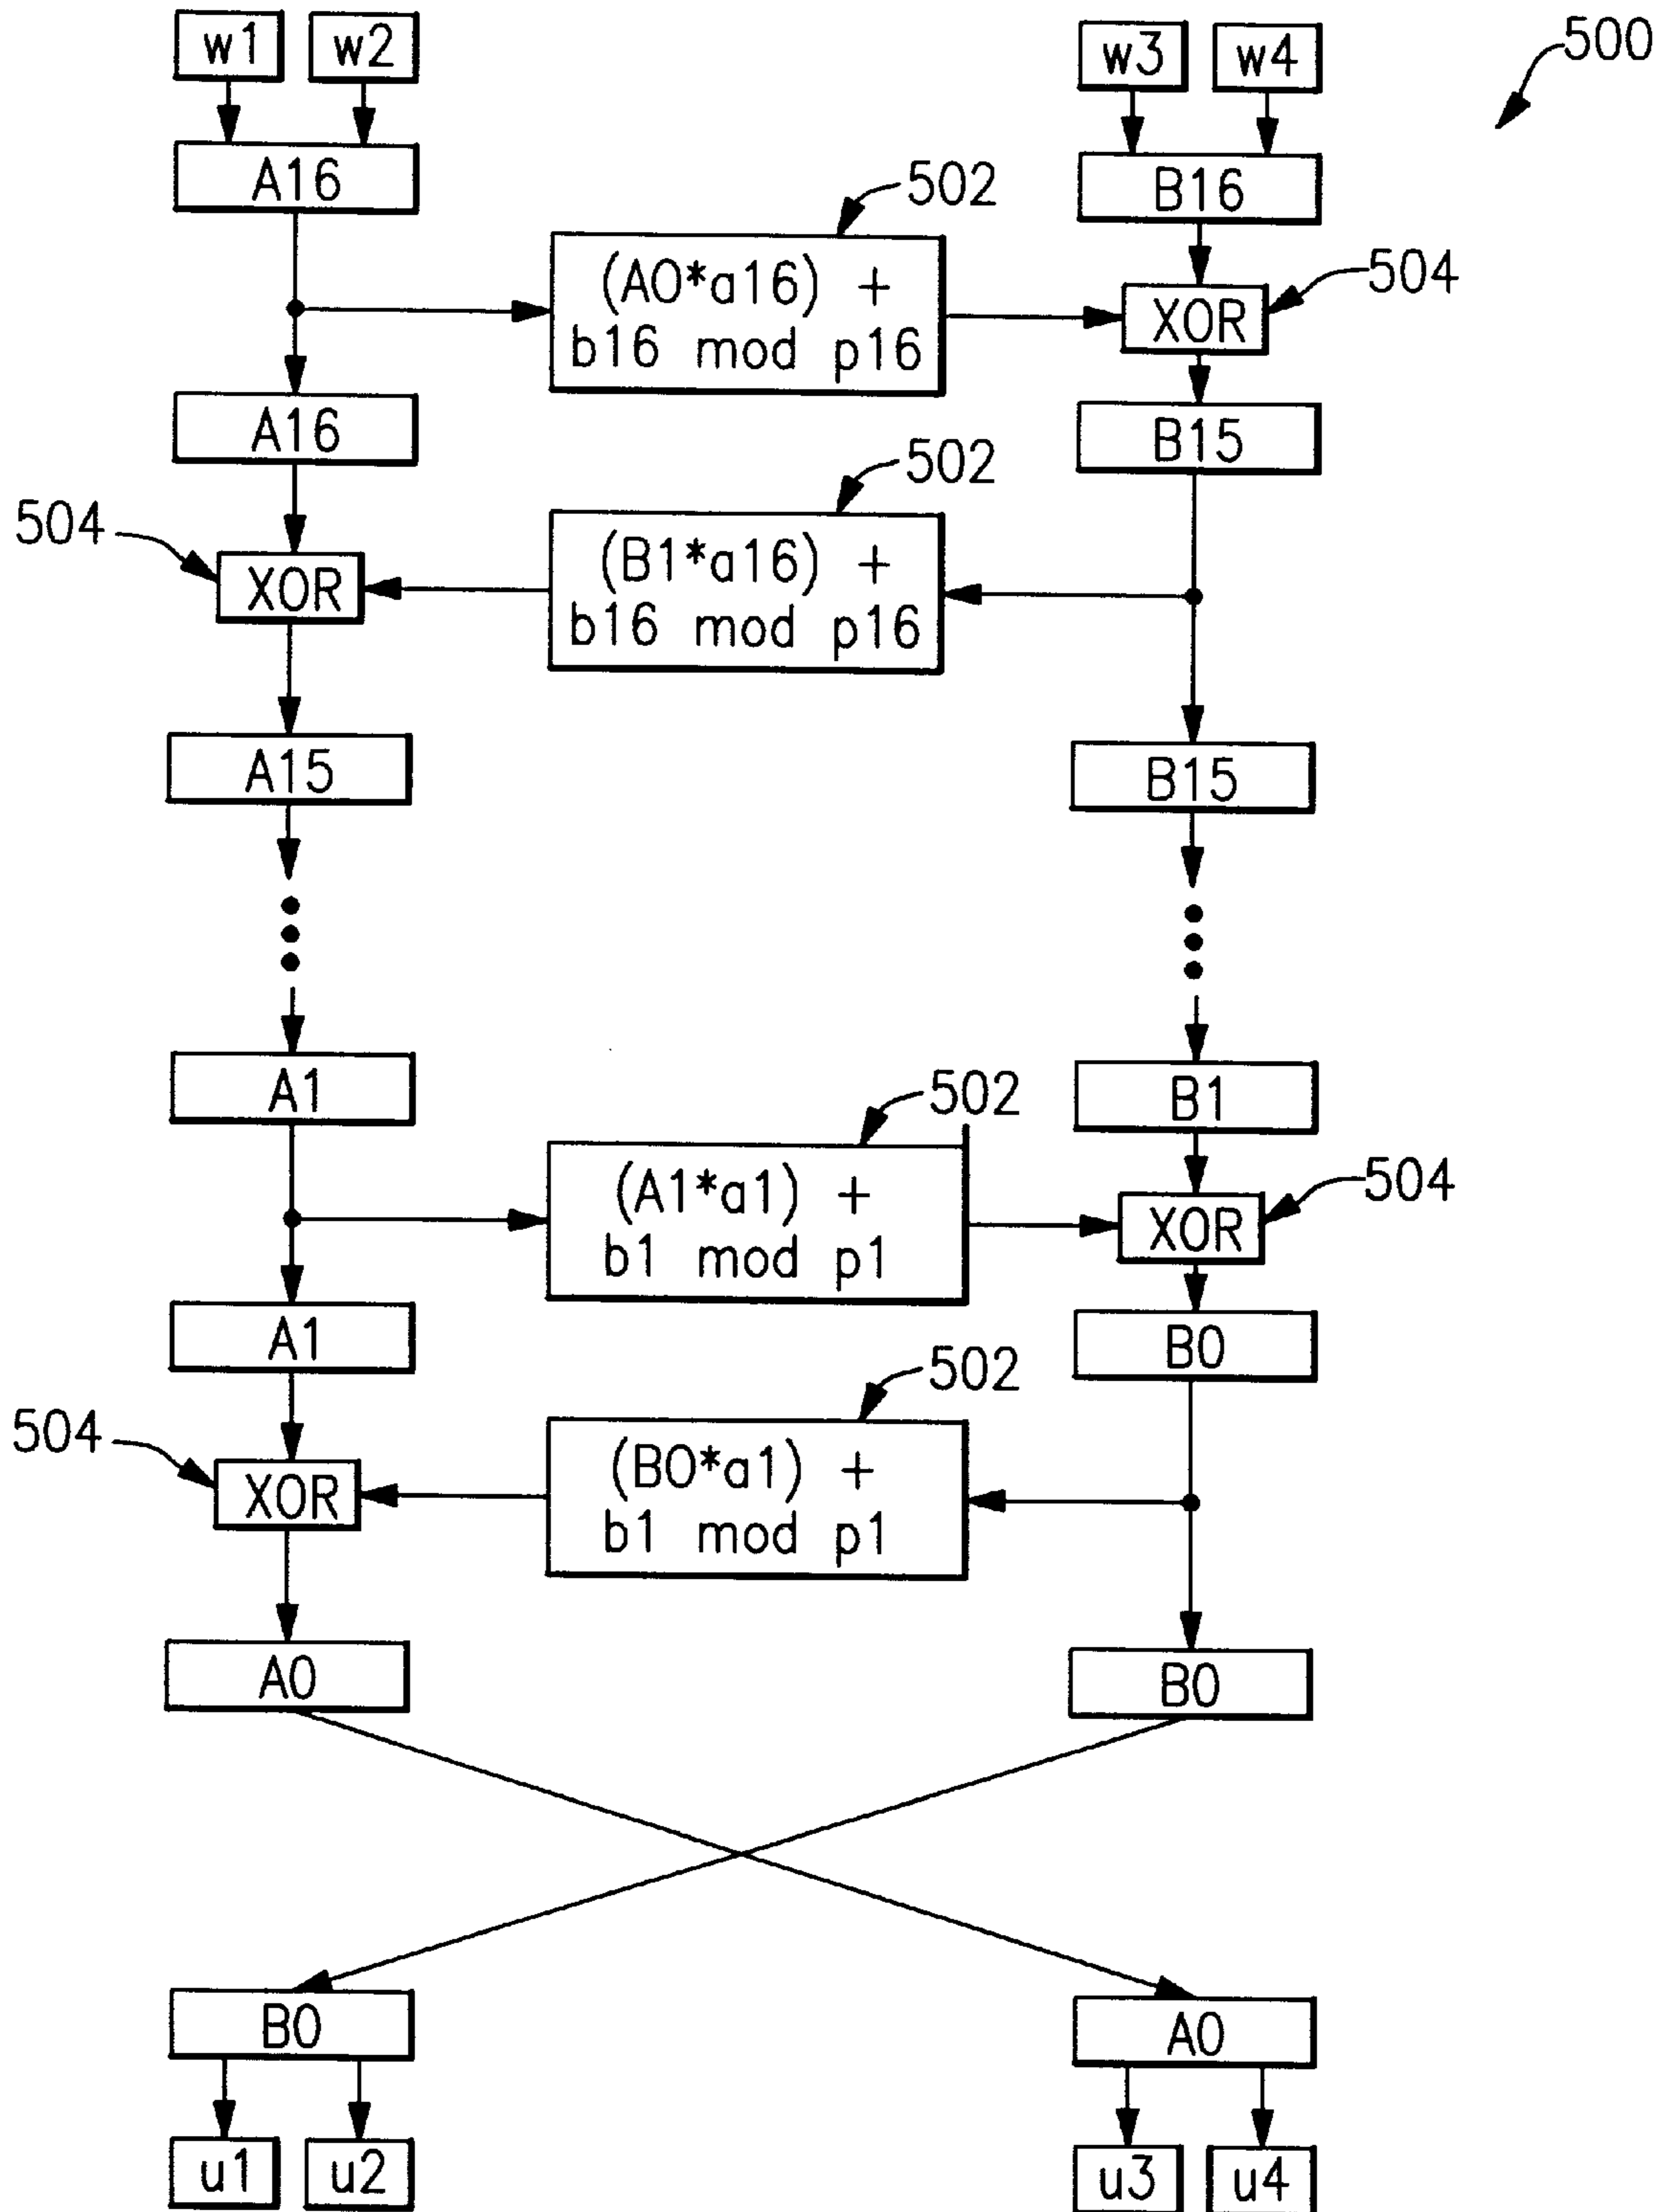 w1 w2
w3 w4
500
A16
B16
502
(A0*a16) +
b16 mod p16
504
XOR
A16
B15
502
504
XOR
(B1*a16) +
b16 mod p16
A15
B15
A1
B1
502
(A1*a1) +
b1 mod p1
504
XOR
A1
B0
502
504
XOR
(B0*a1) +
b1 mod p1
A0
B0
B0
A0
u1 u2
u3 u4